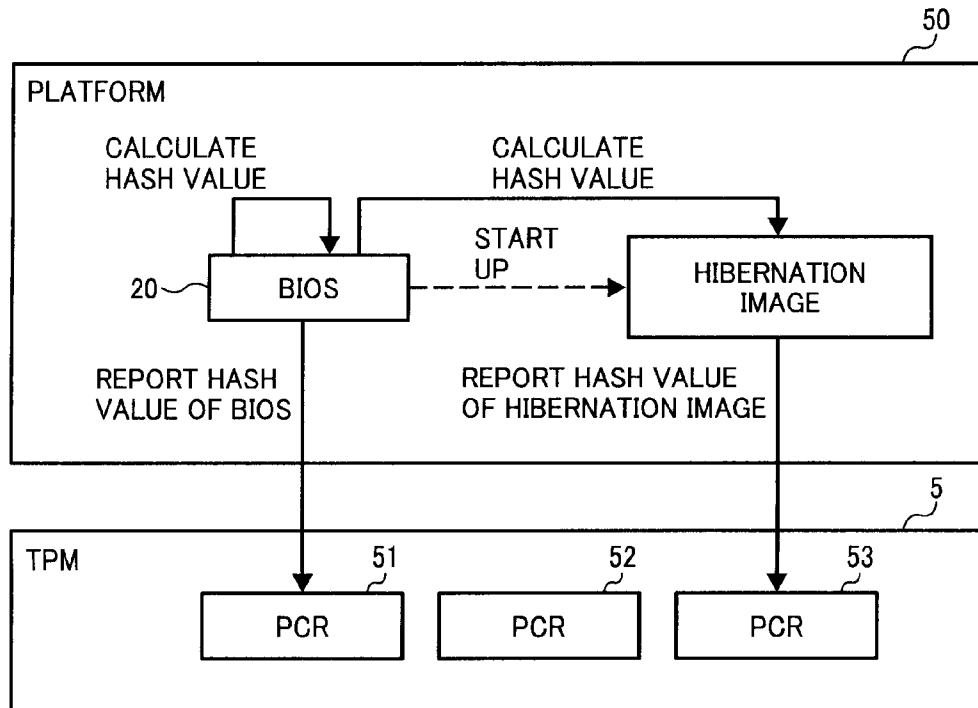 50
PLATFORM
CALCULATE
HASH VALUE
CALCULATE
HASH VALUE
START
UP
20
BIOS
HIBERNATION
IMAGE
REPORT HASH
VALUE OF BIOS
REPORT HASH VALUE
OF HIBERNATION IMAGE
5
TPM
51
52
53
PCR
PCR
PCR